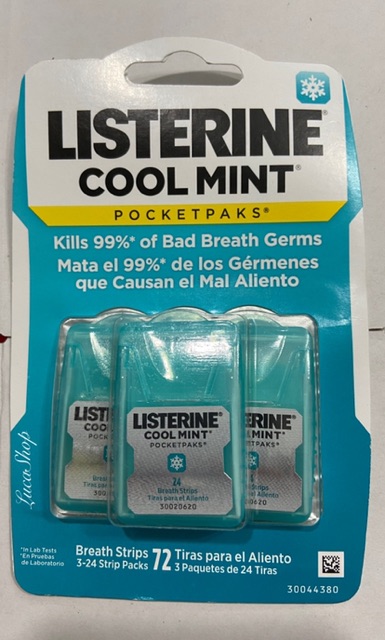 LISTERINE®
COOL MINT®
POCKETPAKS®
Kills 99%* of Bad Breath Germs
Mata el 99%* de los Gérmenes
que Causan el Mal Aliento
LISTERINE®
COOL MINT®
POCKETPAKS®
24
Breath Strips
Tiras para el Aliento
30020620
LucaShop
*In Lab Tests
*En Pruebas
de Laboratorio
Breath Strips
3-24 Strip Packs
72
Tiras para el Aliento
3 Paquetes de 24 Tiras
30044380